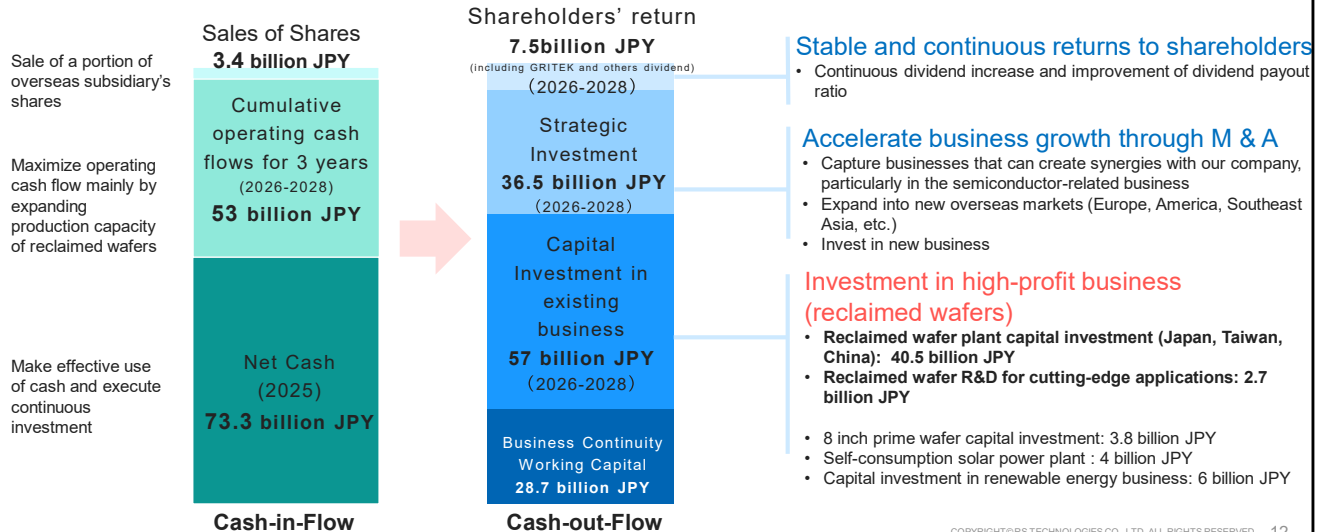 Sale of a portion of
overseas subsidiary's
shares
Maximize operating
cash flow mainly by
expanding
production capacity
of reclaimed wafers
Make effective use
of cash and execute
continuous
investment
Sales of Shares
3.4 billion JPY
Cumulative
operating cash
flows for 3 years
(2026-2028)
53 billion JPY
Net Cash
(2025)
73.3 billion JPY
Cash-in-Flow
Shareholders' return
7.5billion JPY
(including GRITEK and others dividend)
(2026-2028)
Strategic
Investment
36.5 billion JPY
(2026-2028)
Capital
Investment in
existing
business
57 billion JPY
(2026-2028)
Business Continuity
Working Capital
28.7 billion JPY
Cash-out-Flow
Stable and continuous returns to shareholders
• Continuous dividend increase and improvement of dividend payout
ratio
Accelerate business growth through M & A
• Capture businesses that can create synergies with our company,
particularly in the semiconductor-related business
• Expand into new overseas markets (Europe, America, Southeast
Asia, etc.)
• Invest in new business
Investment in high-profit business
(reclaimed wafers)
• Reclaimed wafer plant capital investment (Japan, Taiwan,
China): 40.5 billion JPY
• Reclaimed wafer R&D for cutting-edge applications: 2.7
billion JPY
• 8 inch prime wafer capital investment: 3.8 billion JPY
• Self-consumption solar power plant : 4 billion JPY
• Capital investment in renewable energy business: 6 billion JPY
COPYRIGHT©RS TECHNOLOGIES CO., LTD. ALL RIGHTS RESERVED. 12